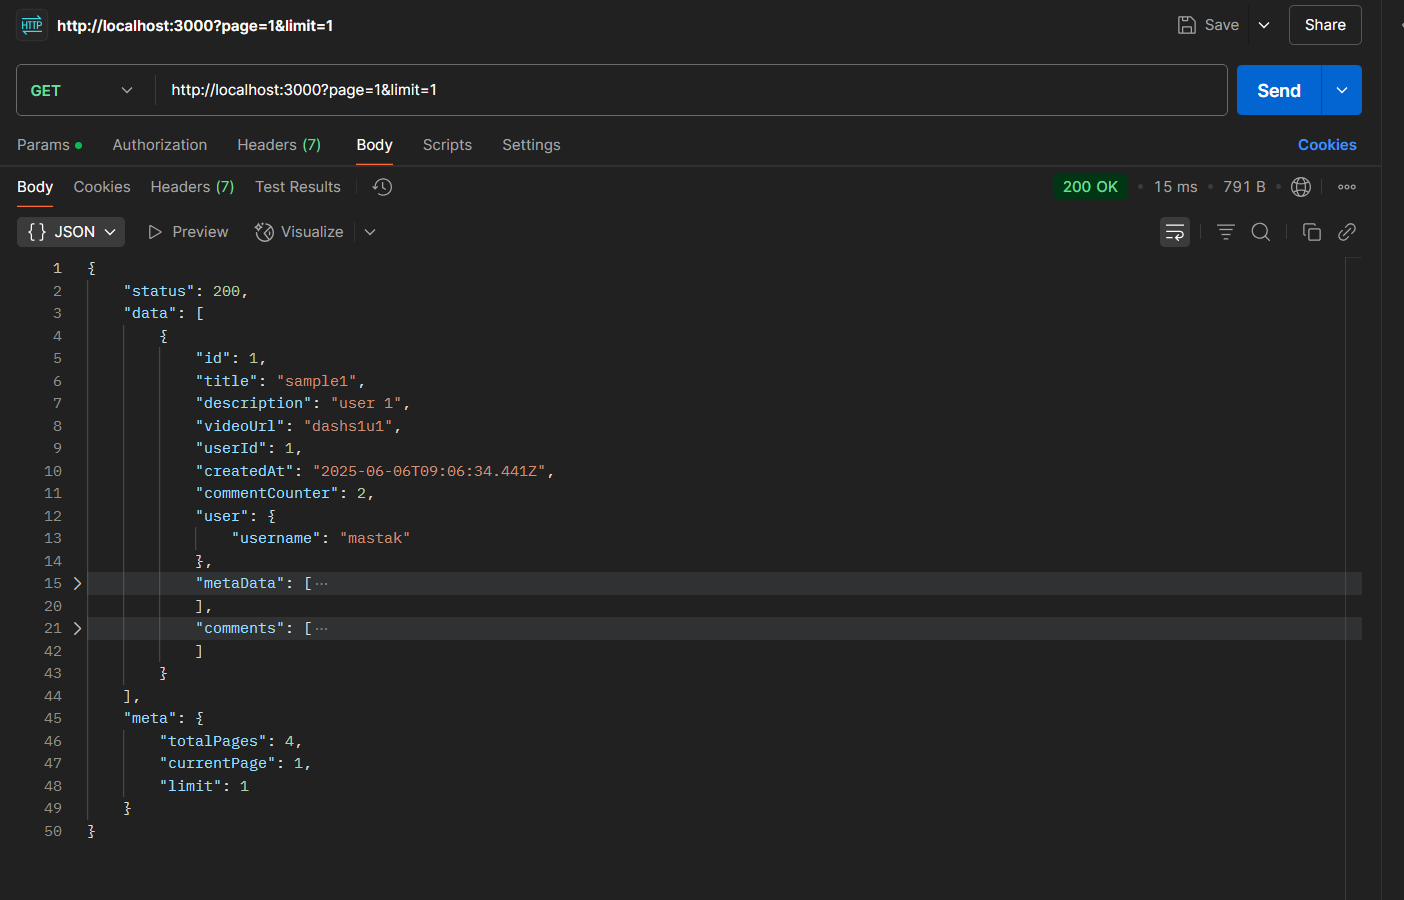 HTTP http://localhost:3000?page=1&limit=1 Save Share
GET http://localhost:3000?page=1&limit=1 Send
Params Authorization Headers (7) Body Scripts Settings Cookies
Body Cookies Headers (7) Test Results 200 OK 15 ms 791 B
{} JSON Preview Visualize
1 {
2 "status": 200,
3 "data": [
4 {
5 "id": 1,
6 "title": "sample1",
7 "description": "user 1",
8 "videoUrl": "dashs1u1",
9 "userId": 1,
10 "createdAt": "2025-06-06T09:06:34.441Z",
11 "commentCounter": 2,
12 "user": {
13 "username": "mastak"
14 },
15 "metaData": [ ···
20 ],
21 "comments": [ ···
42 ]
43 }
44 ],
45 "meta": {
46 "totalPages": 4,
47 "currentPage": 1,
48 "limit": 1
49 }
50 }